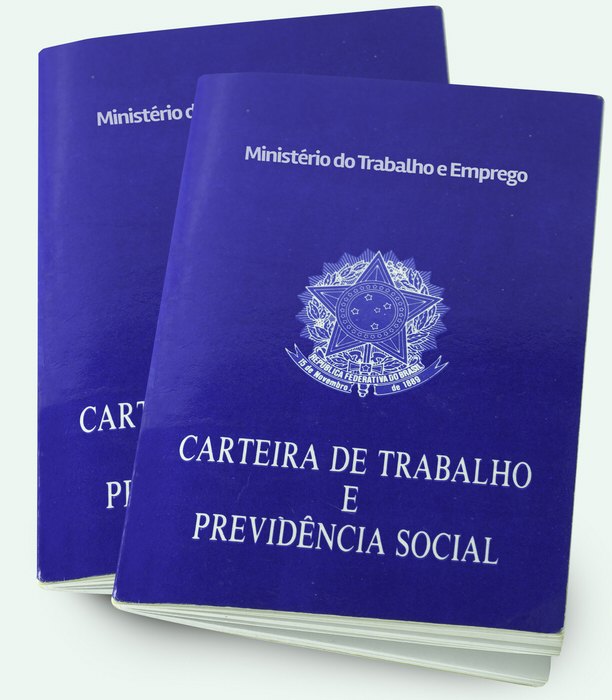 Ministério d
CART
PR
Ministério do Trabalho e Emprego
REPÚBLICA FEDERATIVA DO BRASIL
15 de Novembro de 1889
CARTEIRA DE TRABALHO
E
PREVIDÊNCIA SOCIAL